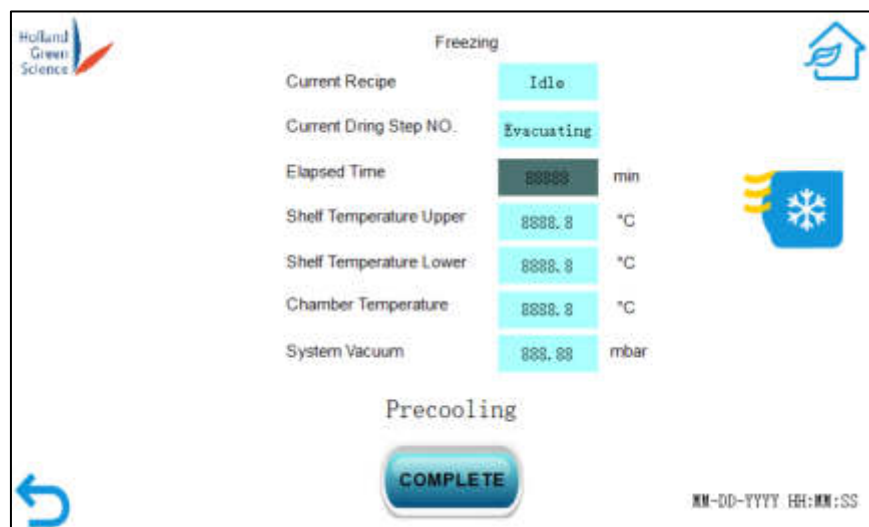 Holland
Green
Science
Freezing
Current Recipe Idle
Current Dring Step NO. Evacuating
Elapsed Time 88888 min
Shelf Temperature Upper 8888.8 °C
Shelf Temperature Lower 8888.8 °C
Chamber Temperature 8888.8 °C
System Vacuum 888.88 mbar
Precooling
COMPLETE
MM-DD-YYYY HH:MM:SS